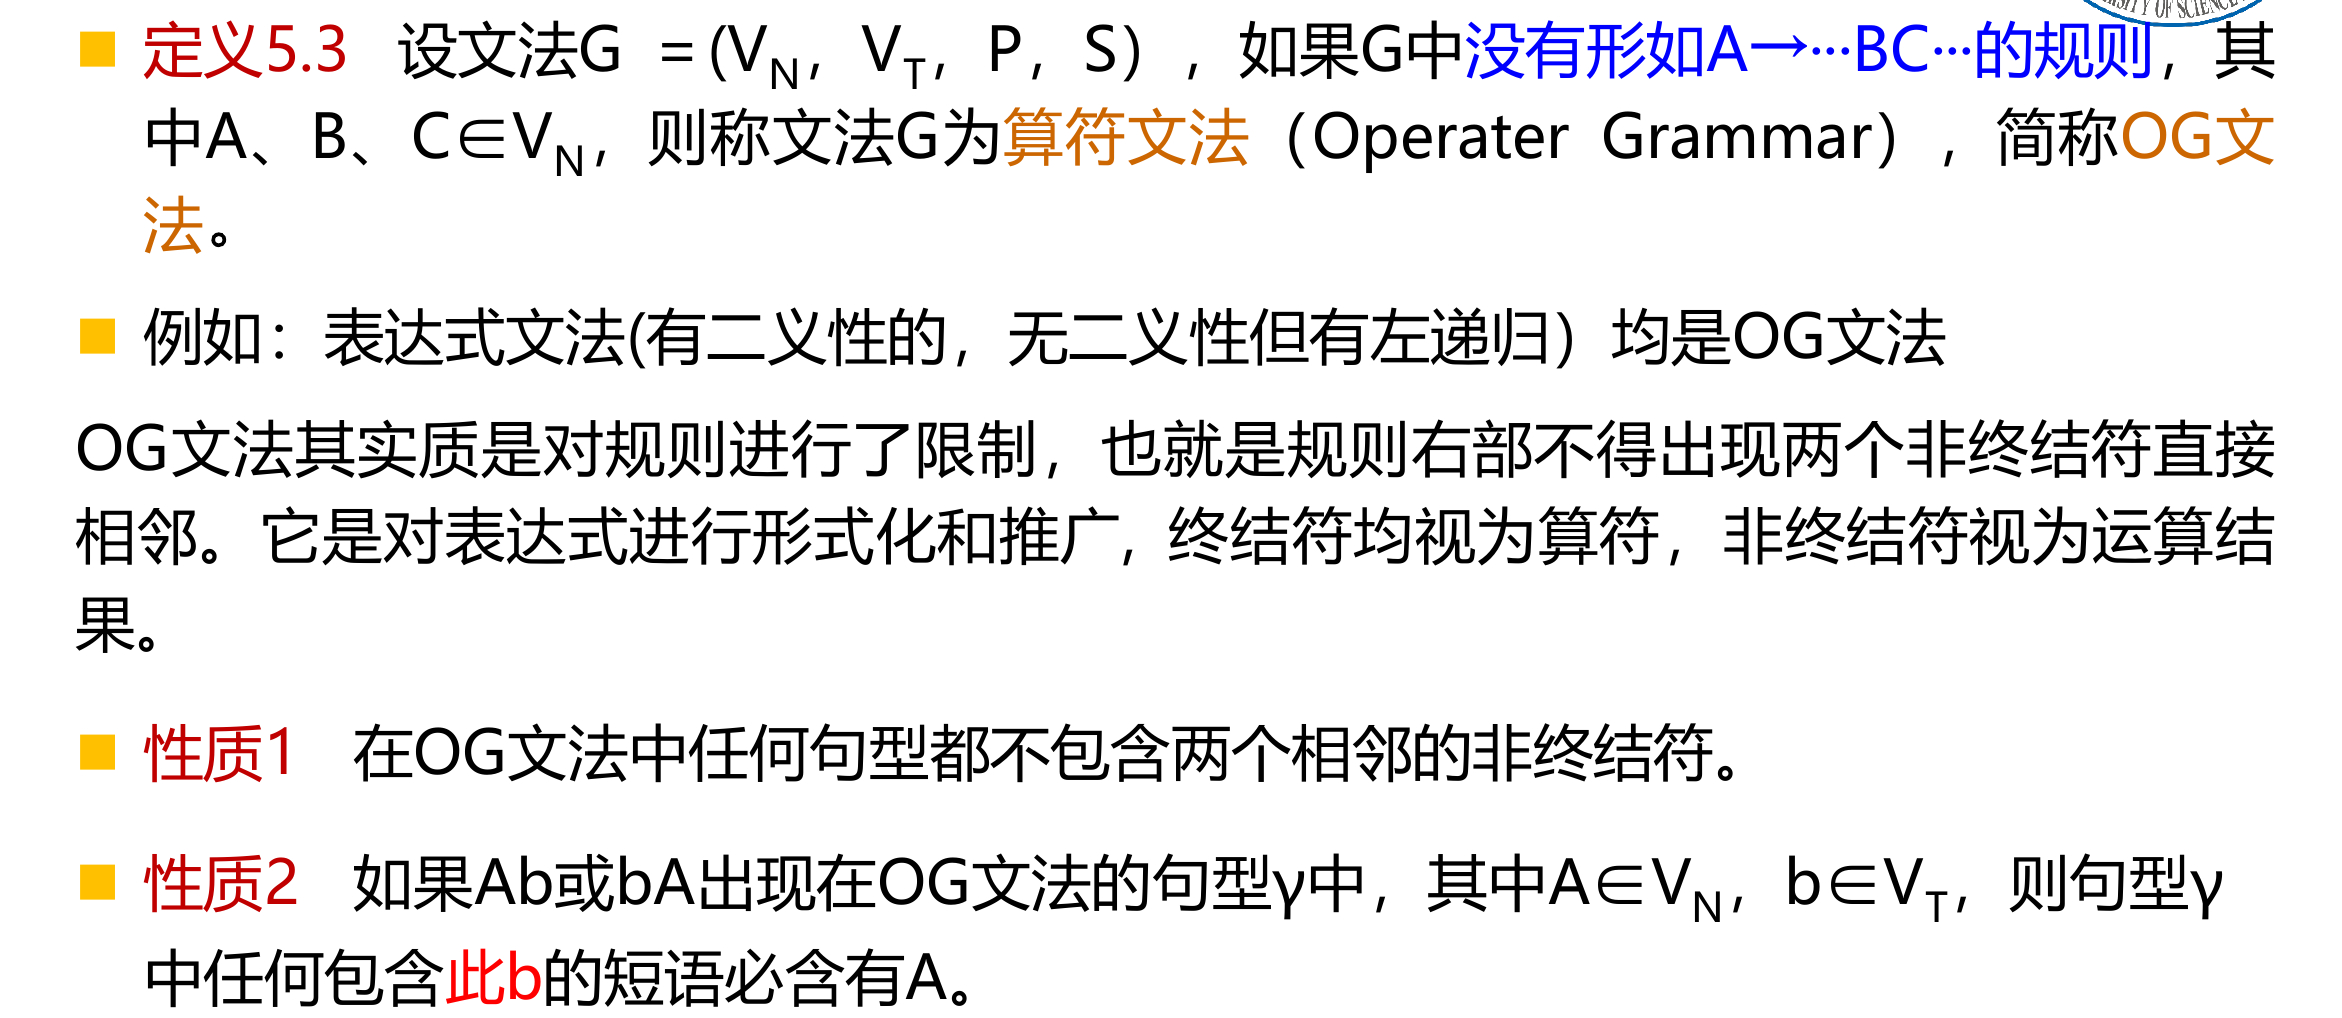 RSITY OF SCIENCE
定义5.3 设文法G =(VN，VT，P，S），如果G中没有形如A→…BC…的规则，其
中A、B、C∈VN，则称文法G为算符文法（Operater Grammar），简称OG文
法。
例如：表达式文法(有二义性的，无二义性但有左递归）均是OG文法
OG文法其实质是对规则进行了限制，也就是规则右部不得出现两个非终结符直接
相邻。它是对表达式进行形式化和推广，终结符均视为算符，非终结符视为运算结
果。
性质1 在OG文法中任何句型都不包含两个相邻的非终结符。
性质2 如果Ab或bA出现在OG文法的句型γ中，其中A∈VN，b∈VT，则句型γ
中任何包含此b的短语必含有A。